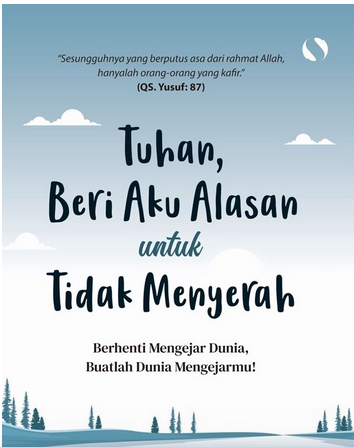 “Sesungguhnya yang berputus asa dari rahmat Allah,
hanyalah orang-orang yang kafir.”
(QS. Yusuf: 87)
Tuhan,
Beri Aku Alasan
untuk
Tidak Menyerah
Berhenti Mengejar Dunia,
Buatlah Dunia Mengejarmu!